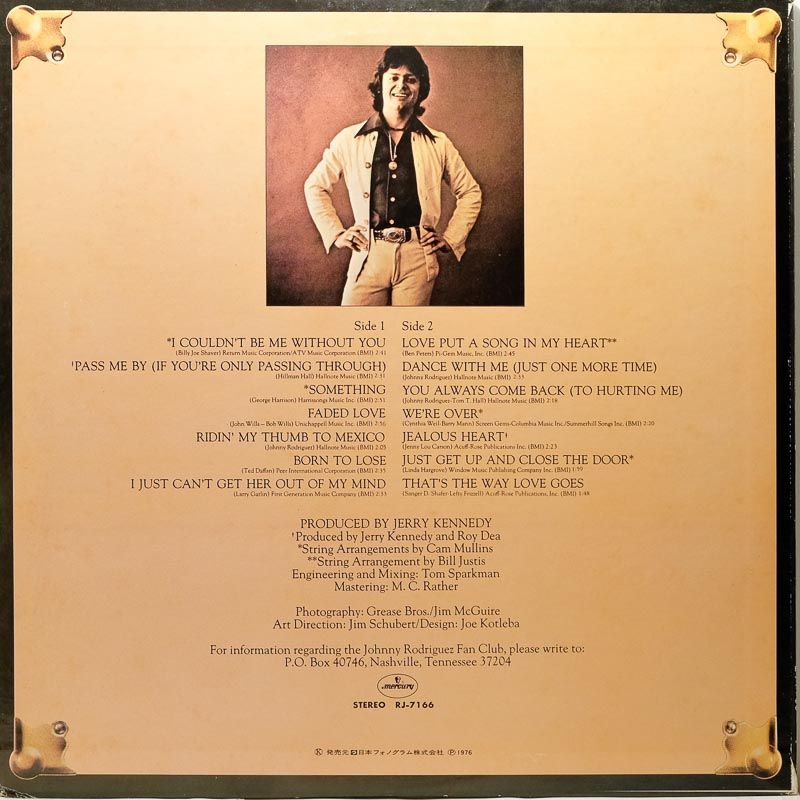 Side 1
*I COULDN'T BE ME WITHOUT YOU
(Billy Joe Shaver) Return Music Corporation/ATV Music Corporation (BMI) 2:41
†PASS ME BY (IF YOU'RE ONLY PASSING THROUGH)
(Hillman Hall) Hallnote Music (BMI) 2:31
*SOMETHING
(George Harrison) Harrisongs Music Inc. (BMI) 2:51
FADED LOVE
(John Wills – Bob Wills) Unichappell Music Inc. (BMI) 2:56
RIDIN' MY THUMB TO MEXICO
(Johnny Rodriguez) Hallnote Music (BMI) 2:05
BORN TO LOSE
(Ted Daffan) Peer International Corporation (BMI) 2:35
I JUST CAN'T GET HER OUT OF MY MIND
(Larry Gatlin) First Generation Music Company (BMI) 2:33
Side 2
LOVE PUT A SONG IN MY HEART**
(Ben Peters) Pi-Gem Music, Inc. (BMI) 2:45
DANCE WITH ME (JUST ONE MORE TIME)
(Johnny Rodriguez) Hallnote Music (BMI) 2:33
YOU ALWAYS COME BACK (TO HURTING ME)
(Johnny Rodriguez-Tom T. Hall) Hallnote Music (BMI) 2:18
WE'RE OVER*
(Cynthia Weil-Barry Mann) Screen Gems-Columbia Music Inc./Summerhill Songs Inc. (BMI) 2:20
JEALOUS HEART†
(Jenny Lou Carson) Acuff-Rose Publications, Inc. (BMI) 2:23
JUST GET UP AND CLOSE THE DOOR*
(Linda Hargrove) Window Music Publishing Company Inc. (BMI) 1:59
THAT'S THE WAY LOVE GOES
(Sanger D. Shafer-Lefty Frizzell) Acuff-Rose Publications, Inc. (BMI) 1:48
PRODUCED BY JERRY KENNEDY
†Produced by Jerry Kennedy and Roy Dea
*String Arrangements by Cam Mullins
**String Arrangement by Bill Justis
Engineering and Mixing: Tom Sparkman
Mastering: M. C. Rather
Photography: Grease Bros./Jim McGuire
Art Direction: Jim Schubert/Design: Joe Kotleba
For information regarding the Johnny Rodriguez Fan Club, please write to:
P.O. Box 40746, Nashville, Tennessee 37204
mercury
STEREO RJ-7166
Ⓚ 発売元 日本フォノグラム株式会社 Ⓟ 1976